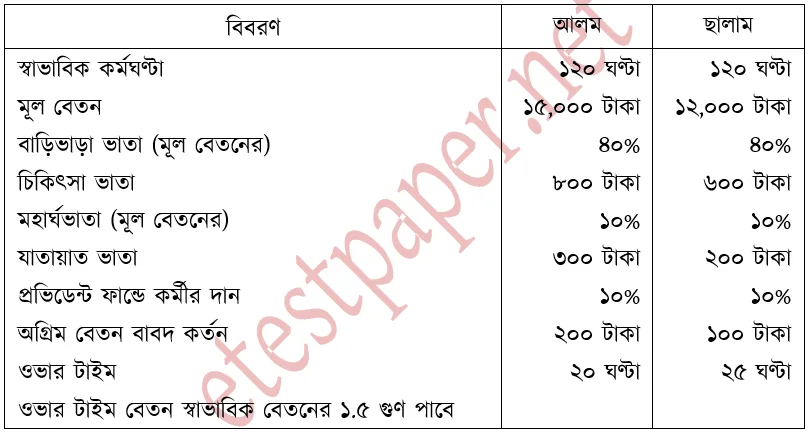 বিবরণ আলম ছালাম
স্বাভাবিক কর্মঘণ্টা ১২০ ঘণ্টা ১২০ ঘণ্টা
মূল বেতন ১৫,০০০ টাকা ১২,০০০ টাকা
বাড়িভাড়া ভাতা (মূল বেতনের) ৪০% ৪০%
চিকিৎসা ভাতা ৮০০ টাকা ৬০০ টাকা
মহার্ঘভাতা (মূল বেতনের) ১০% ১০%
যাতায়াত ভাতা ৩০০ টাকা ২০০ টাকা
প্রভিডেন্ট ফান্ডে কর্মীর দান ১০% ১০%
অগ্রিম বেতন বাবদ কর্তন ২০০ টাকা ১০০ টাকা
ওভার টাইম ২০ ঘণ্টা ২৫ ঘণ্টা
ওভার টাইম বেতন স্বাভাবিক বেতনের ১.৫ গুণ পাবে
etestpaper.net